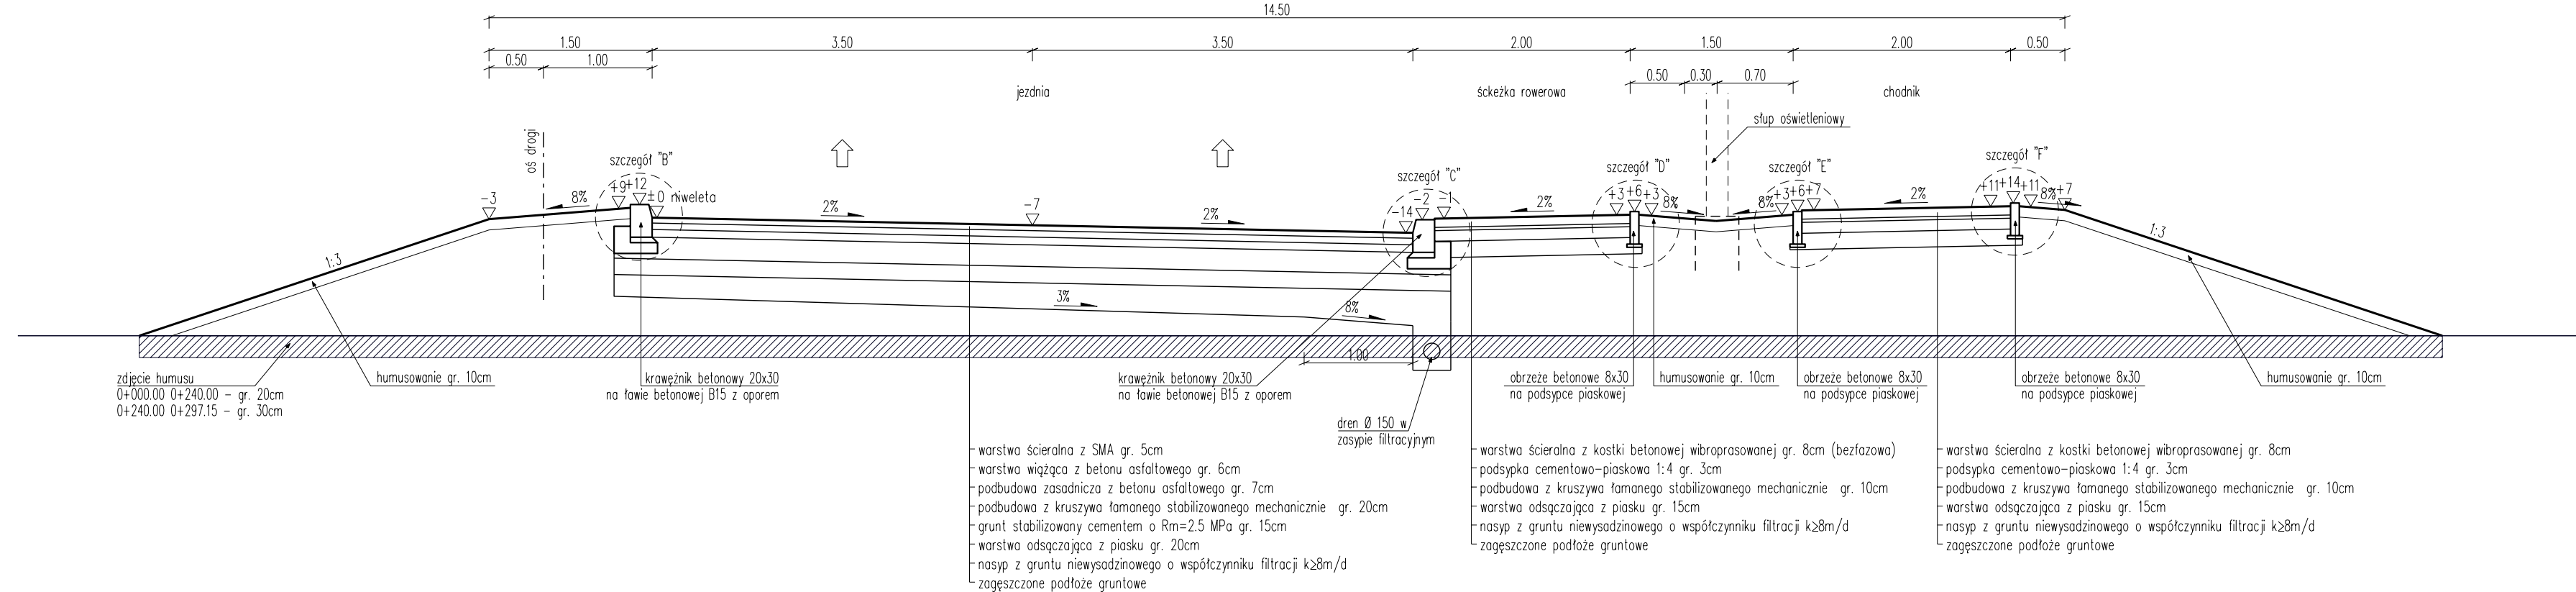 14.50
1.50 3.50 3.50 2.00 1.50 2.00 0.50
0.50 1.00
0.50 0.30 0.70
jezdnia
śckeżka rowerowa
chodnik
słup oświetleniowy
oś drogi
szczegół "B"
szczegół "C"
szczegół "D"
szczegół "E"
szczegół "F"
-3
8%
+9
+12
±0 niweleta
2%
-7
2%
-14
-2
-1
2%
+3
+6
+3
8%
8%
+3
+6
+7
2%
+11
+14
+11
8%
+7
1:3
1:3
3%
8%
1.00
zdjęcie humusu
0+000.00 0+240.00 - gr. 20cm
0+240.00 0+297.15 - gr. 30cm
humusowanie gr. 10cm
krawężnik betonowy 20x30
na ławie betonowej B15 z oporem
krawężnik betonowy 20x30
na ławie betonowej B15 z oporem
dren Ø 150 w
zasypie filtracyjnym
obrzeże betonowe 8x30
na podsypce piaskowej
humusowanie gr. 10cm
obrzeże betonowe 8x30
na podsypce piaskowej
obrzeże betonowe 8x30
na podsypce piaskowej
humusowanie gr. 10cm
warstwa ścieralna z SMA gr. 5cm
warstwa wiążąca z betonu asfaltowego gr. 6cm
podbudowa zasadnicza z betonu asfaltowego gr. 7cm
podbudowa z kruszywa łamanego stabilizowanego mechanicznie gr. 20cm
grunt stabilizowany cementem o Rm=2.5 MPa gr. 15cm
warstwa odsączająca z piasku gr. 20cm
nasyp z gruntu niewysadzinowego o współczynniku filtracji k≥8m/d
zagęszczone podłoże gruntowe
warstwa ścieralna z kostki betonowej wibroprasowanej gr. 8cm (bezfazowa)
podsypka cementowo-piaskowa 1:4 gr. 3cm
podbudowa z kruszywa łamanego stabilizowanego mechanicznie gr. 10cm
warstwa odsączająca z piasku gr. 15cm
nasyp z gruntu niewysadzinowego o współczynniku filtracji k≥8m/d
zagęszczone podłoże gruntowe
warstwa ścieralna z kostki betonowej wibroprasowanej gr. 8cm
podsypka cementowo-piaskowa 1:4 gr. 3cm
podbudowa z kruszywa łamanego stabilizowanego mechanicznie gr. 10cm
warstwa odsączająca z piasku gr. 15cm
nasyp z gruntu niewysadzinowego o współczynniku filtracji k≥8m/d
zagęszczone podłoże gruntowe